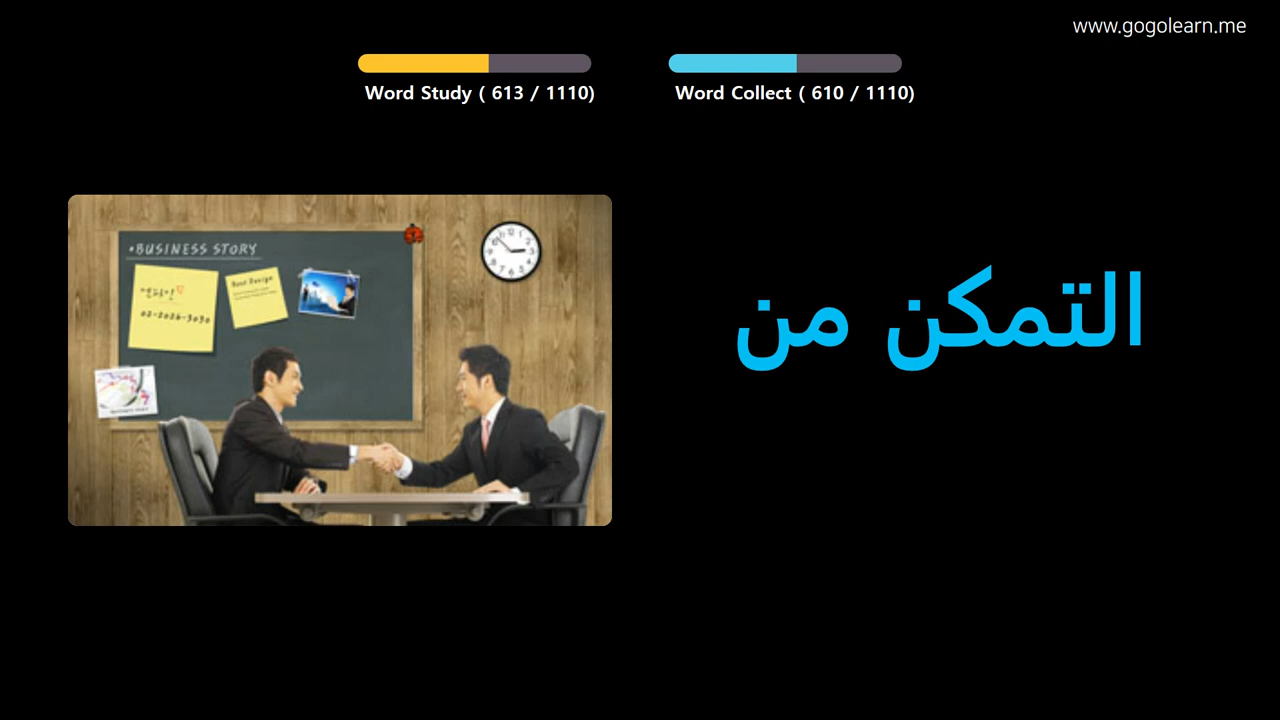 www.gogolearn.me
Word Study ( 613 / 1110)
Word Collect ( 610 / 1110)
•BUSINESS STORY
Best Design
02-2026-3030
التمكن من